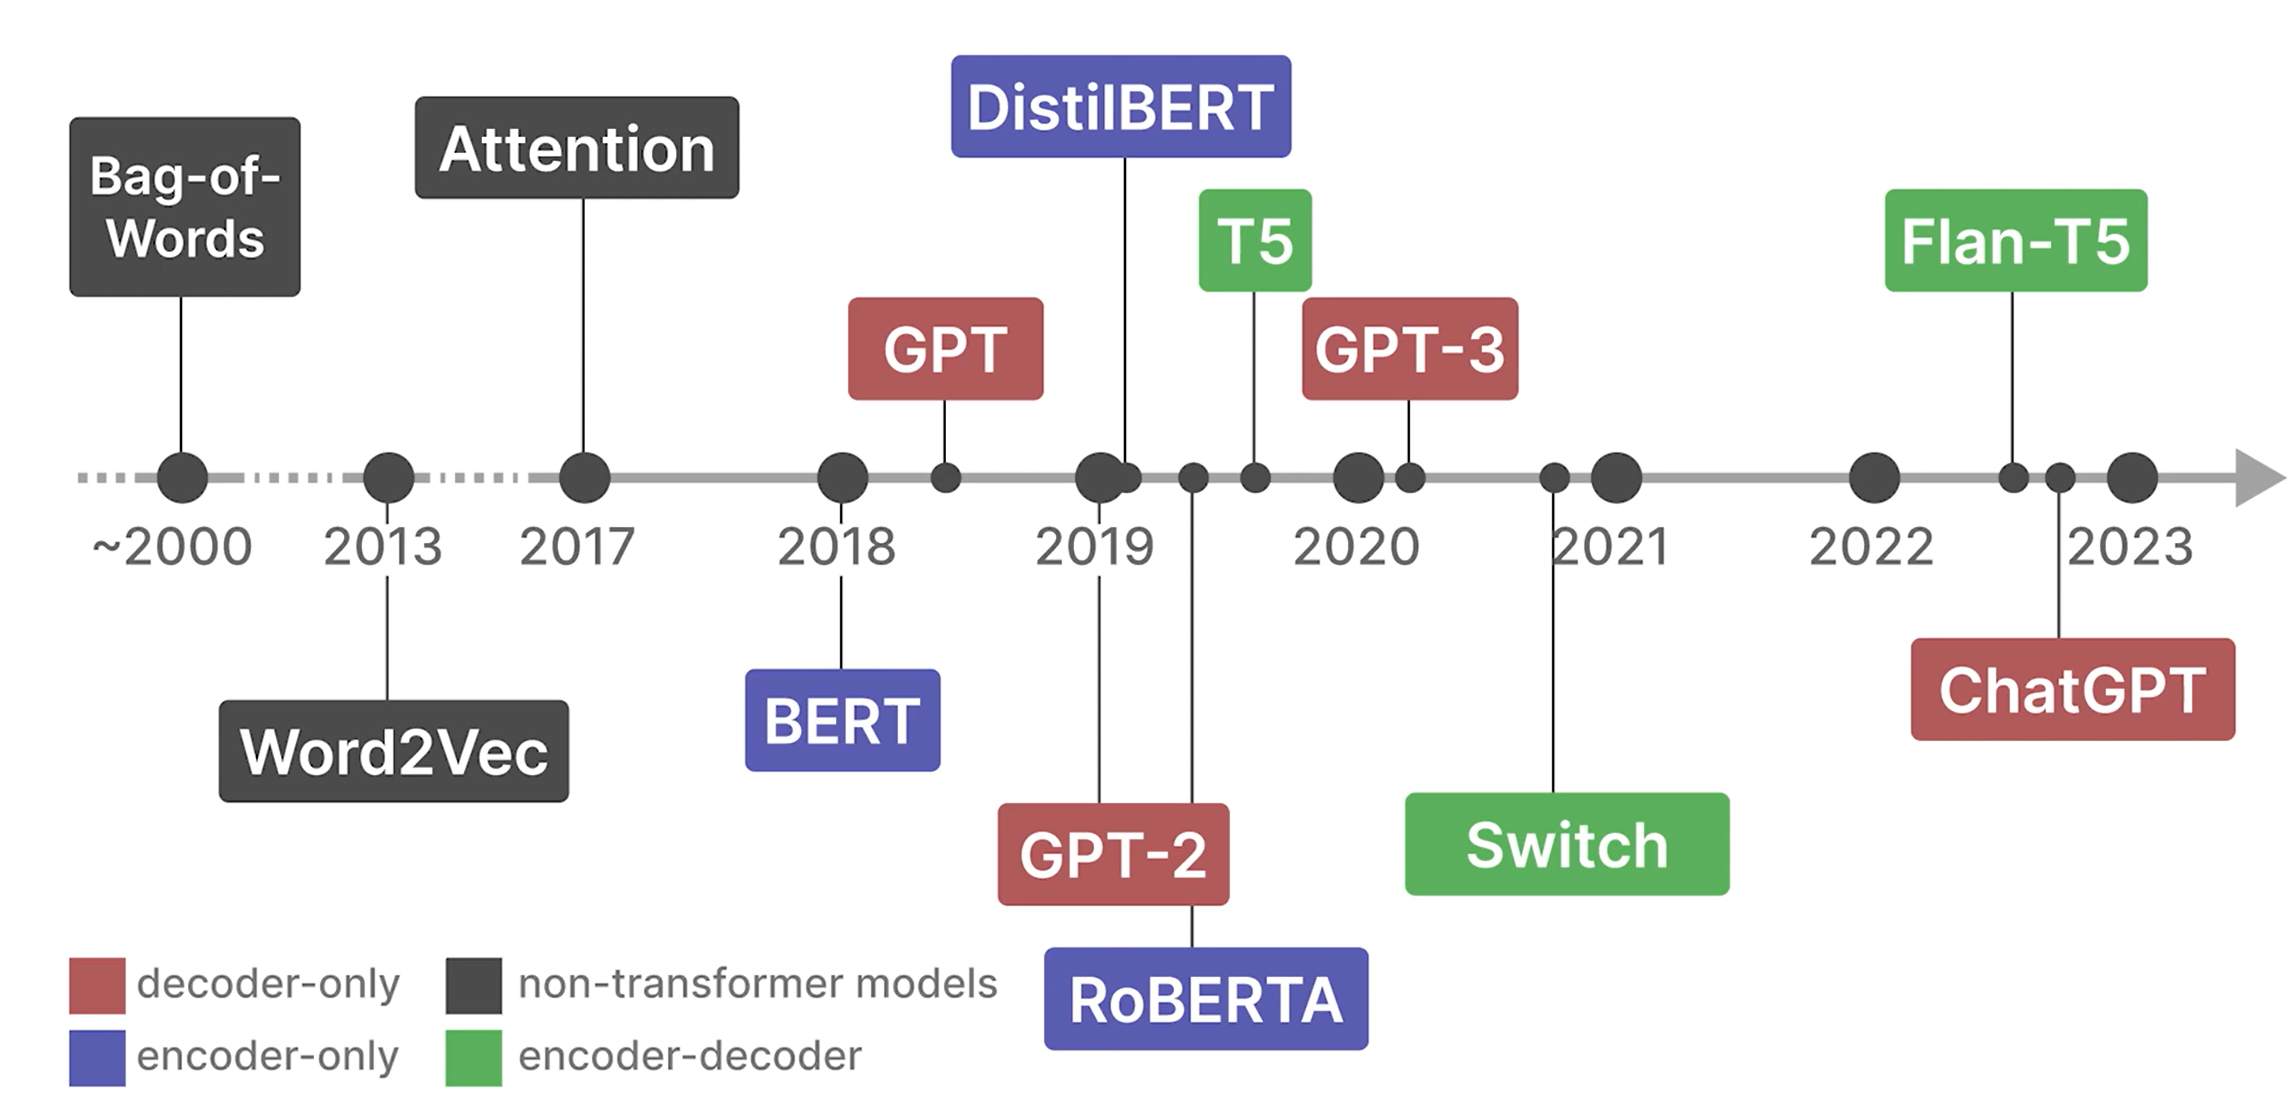 DistilBERT
Attention
Bag-of-
Words
T5
Flan-T5
GPT
GPT-3
~2000
2013
2017
2018
2019
2020
2021
2022
2023
BERT
ChatGPT
Word2Vec
GPT-2
Switch
RoBERTA
decoder-only
non-transformer models
encoder-only
encoder-decoder